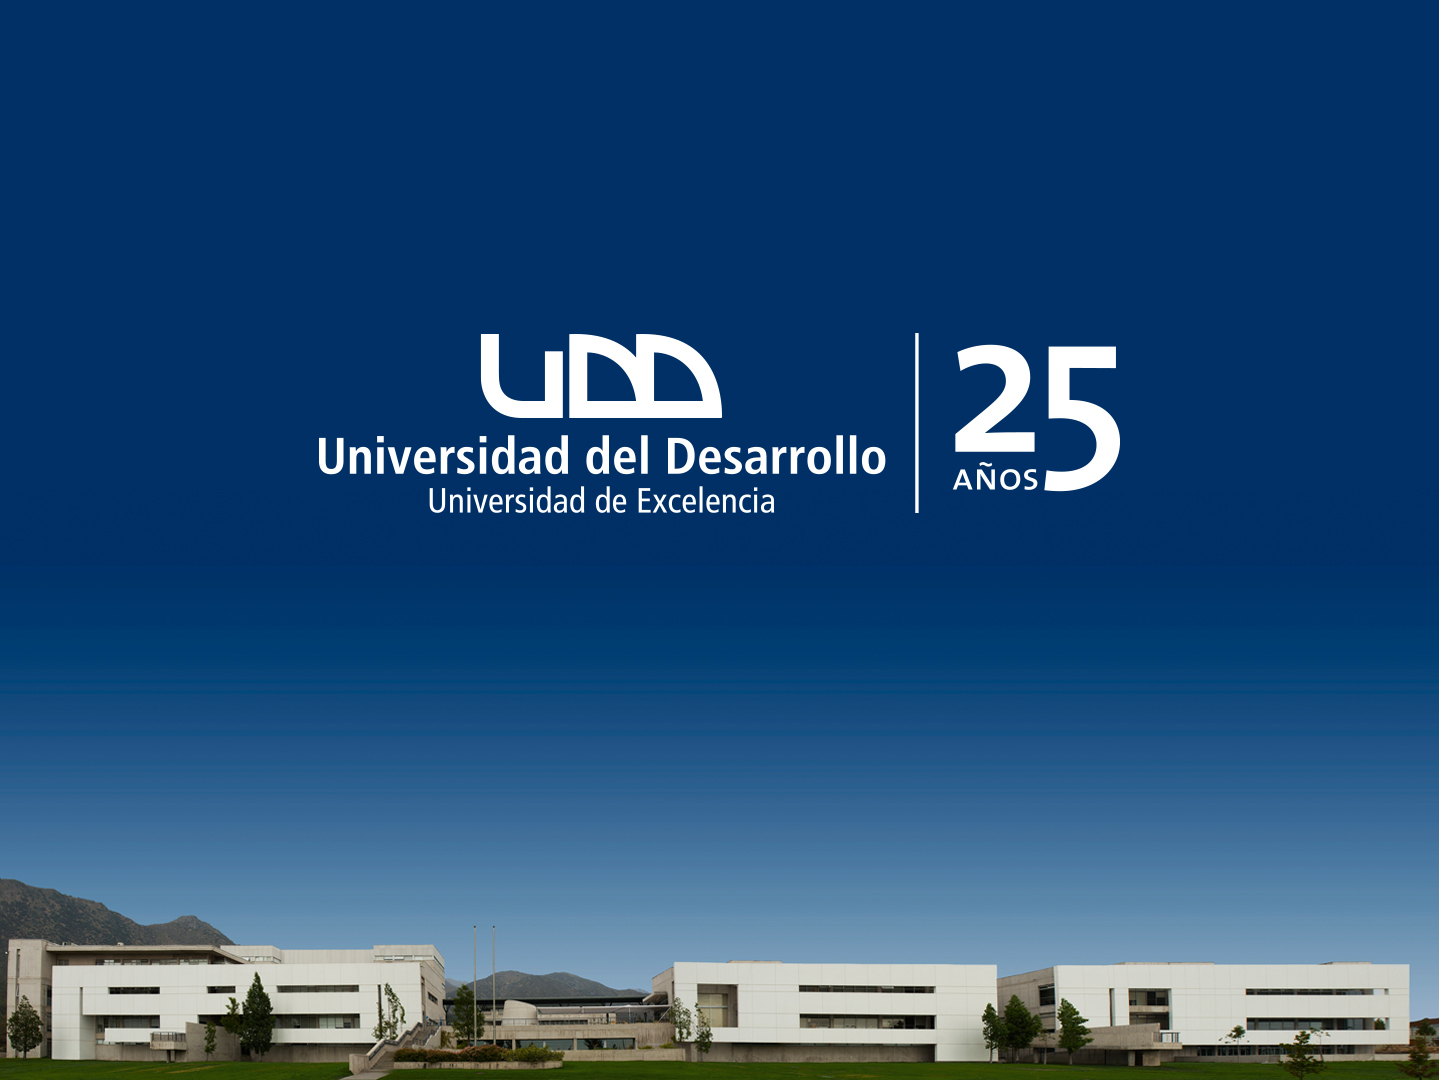 UDD
Universidad del Desarrollo
Universidad de Excelencia
25
AÑOS